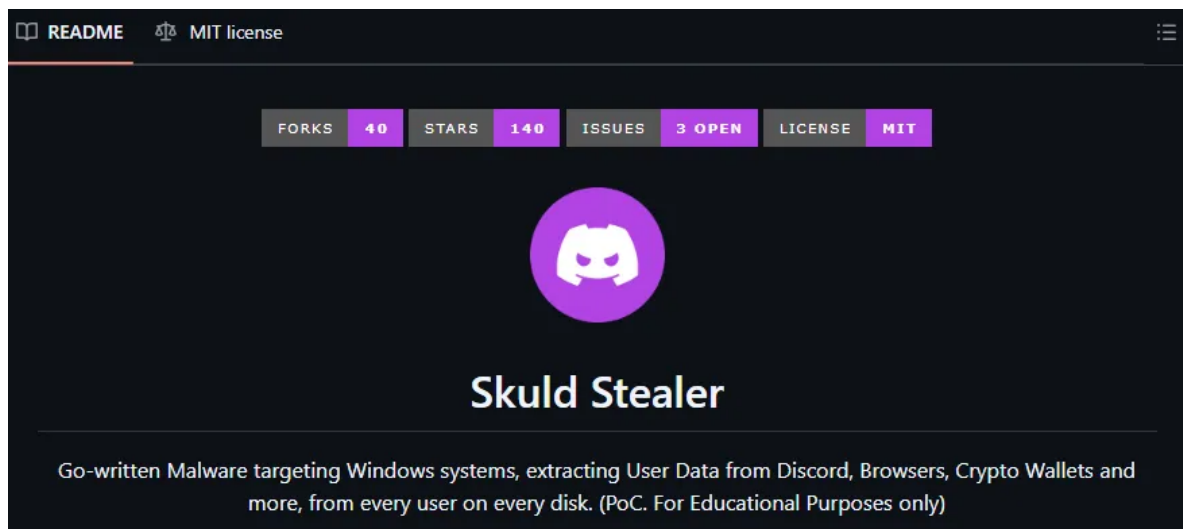 README MIT license
FORKS 40 STARS 140 ISSUES 3 OPEN LICENSE MIT
Skuld Stealer
Go-written Malware targeting Windows systems, extracting User Data from Discord, Browsers, Crypto Wallets and
more, from every user on every disk. (PoC. For Educational Purposes only)